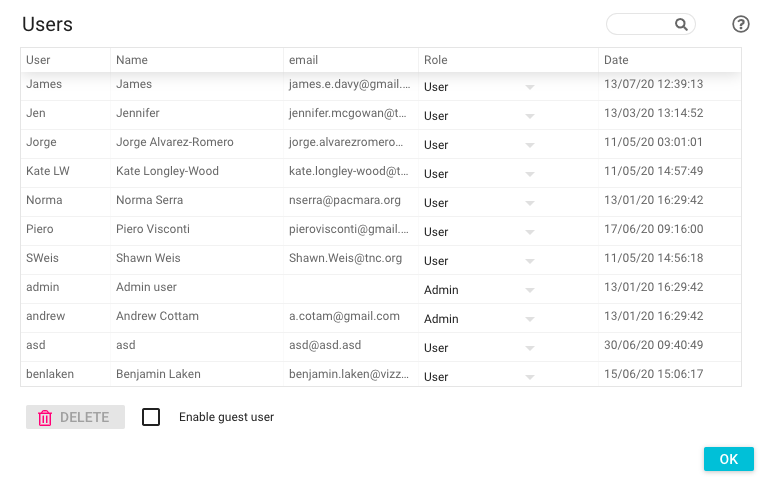 Users
User Name email Role Date
James James james.e.davy@gmail.... User 13/07/20 12:39:13
Jen Jennifer jennifer.mcgowan@t... User 13/03/20 13:14:52
Jorge Jorge Alvarez-Romero jorge.alvarezromero... User 11/05/20 03:01:01
Kate LW Kate Longley-Wood kate.longley-wood@t... User 11/05/20 14:57:49
Norma Norma Serra nserra@pacmara.org User 13/01/20 16:29:42
Piero Piero Visconti pierovisconti@gmail.... User 17/06/20 09:16:00
SWeis Shawn Weis Shawn.Weis@tnc.org User 11/05/20 14:56:18
admin Admin user Admin 13/01/20 16:29:42
andrew Andrew Cottam a.cotam@gmail.com Admin 13/01/20 16:29:42
asd asd asd@asd.asd User 30/06/20 09:40:49
benlaken Benjamin Laken benjamin.laken@vizz... User 15/06/20 15:06:17
DELETE Enable guest user
OK